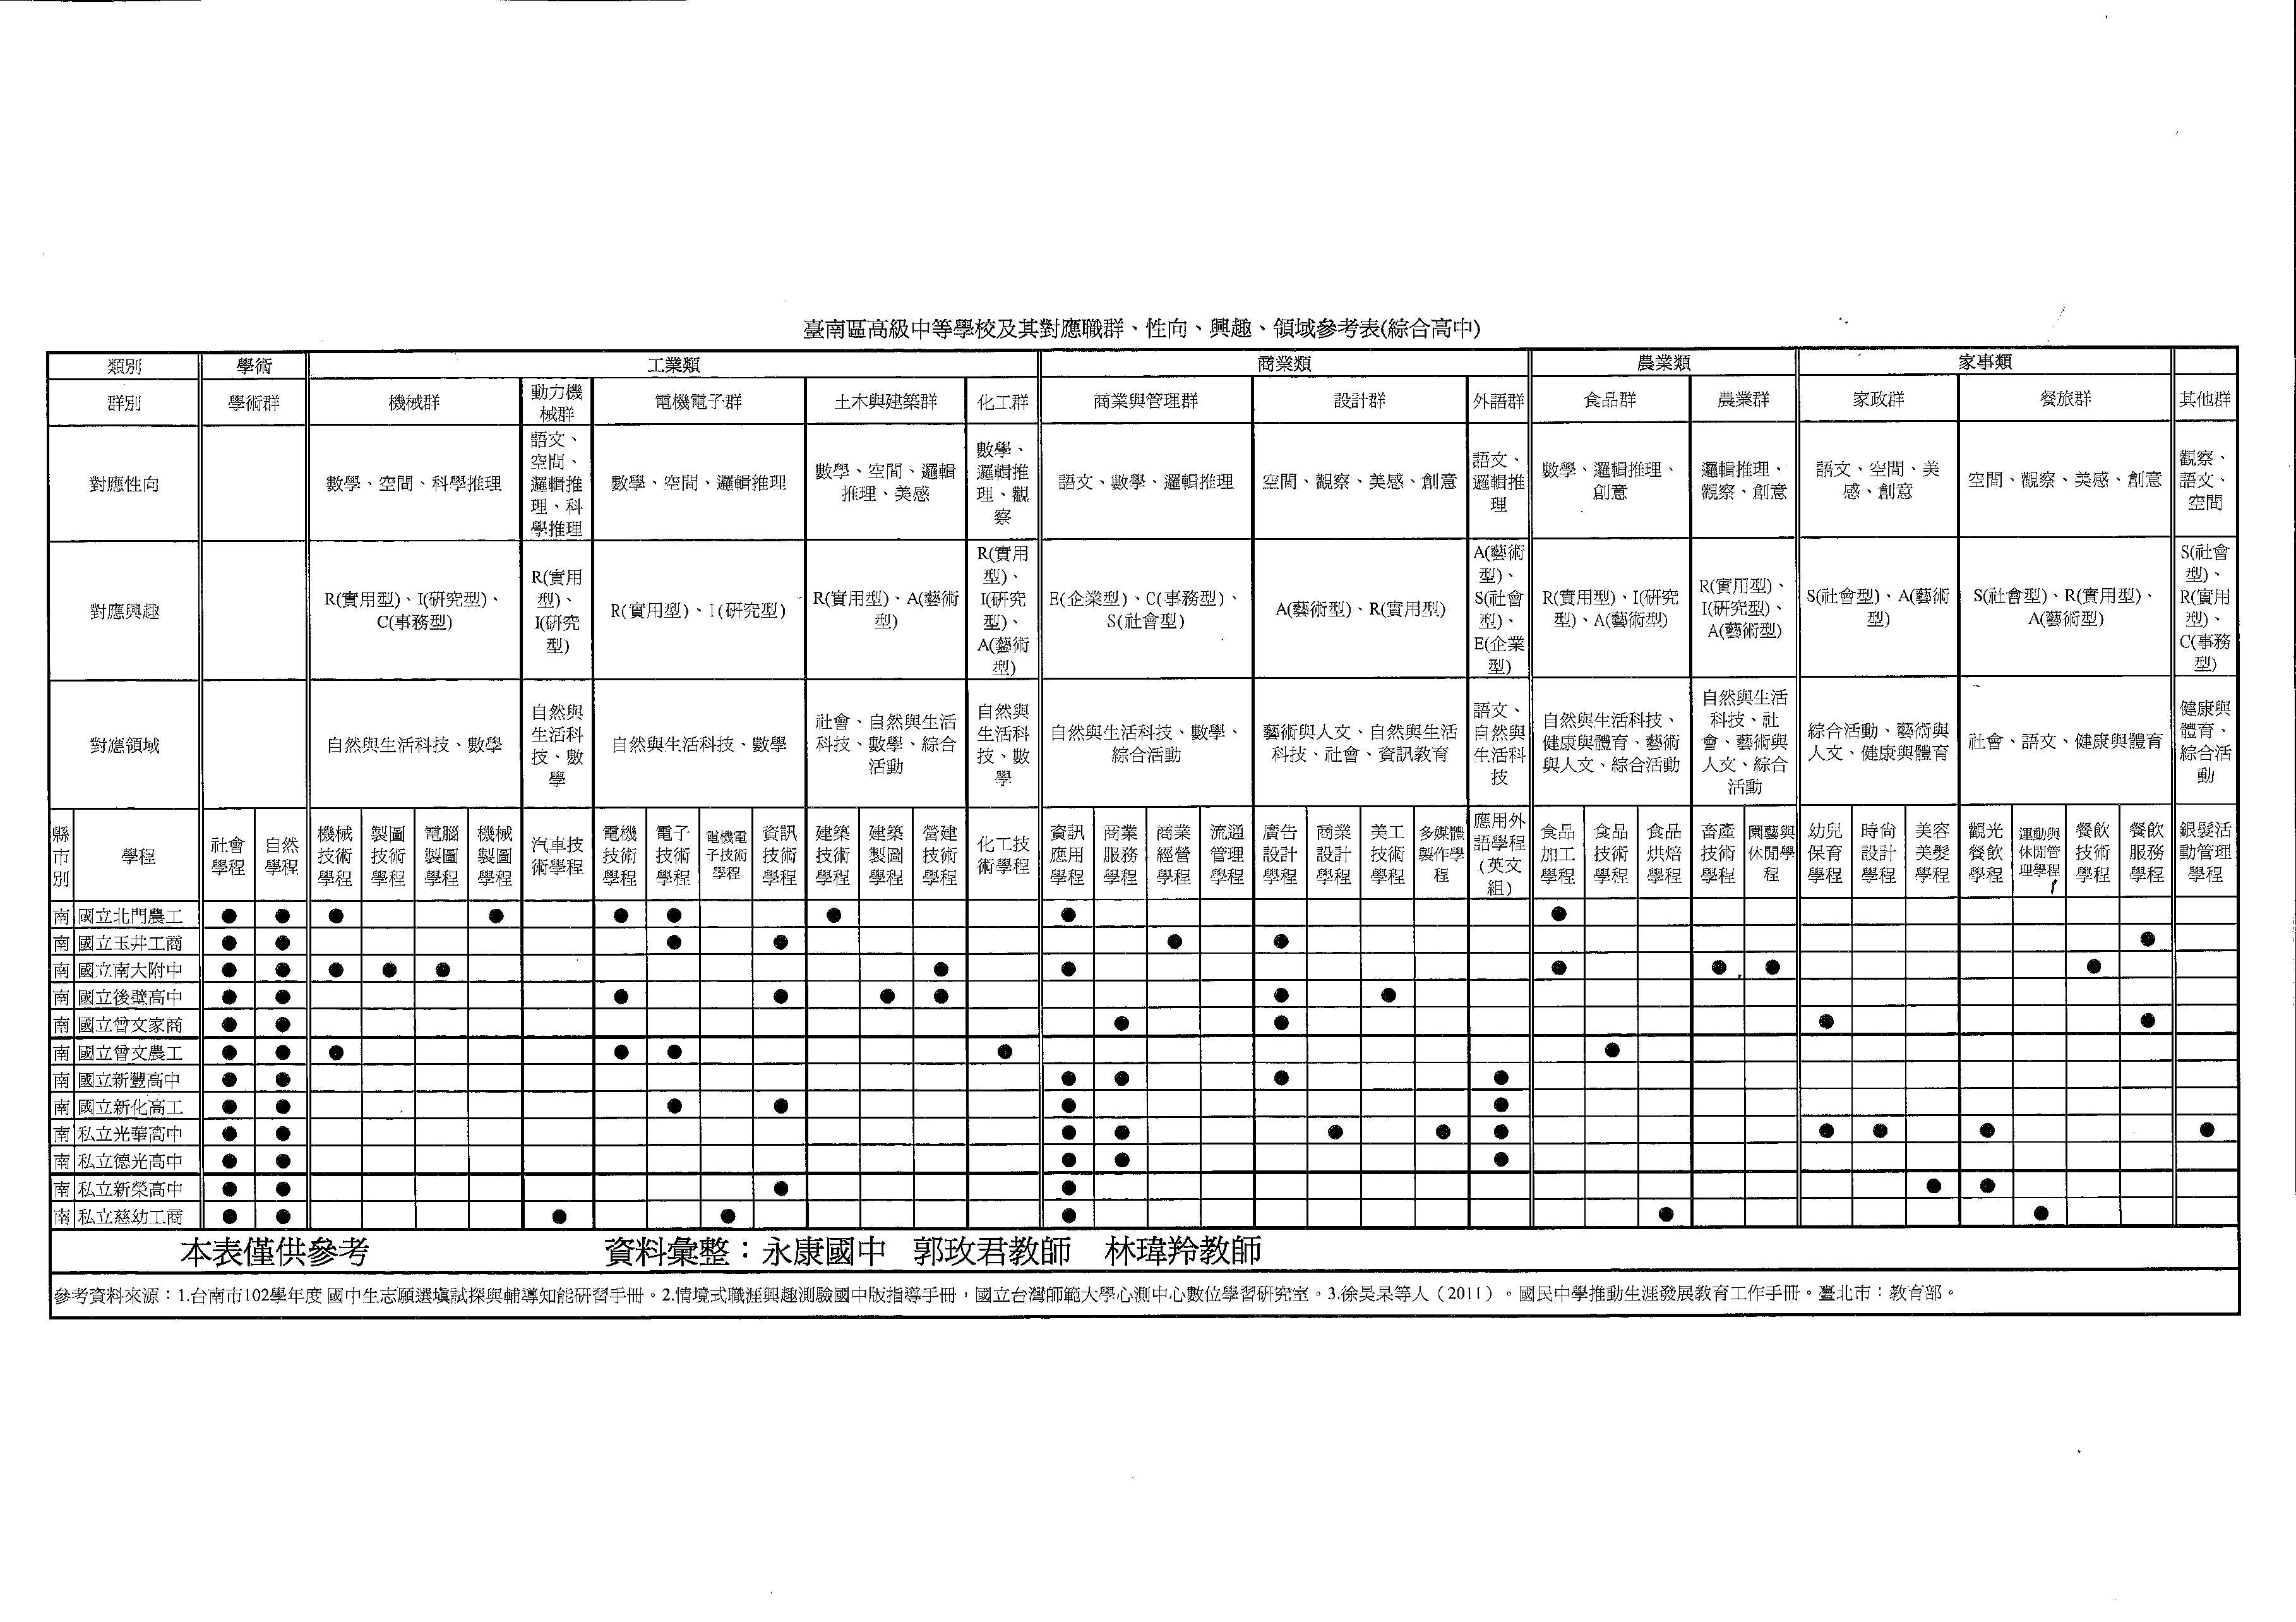 臺南區高級中等學校及其對應職群、性向、興趣、領域參考表(綜合高中)
類別 學術 工業類 商業類 農業類 家事類
群別 學術群 機械群 動力機械群 電機電子群 土木與建築群 化工群 商業與管理群 設計群 外語群 食品群 農業群 家政群 餐旅群 其他群
對應性向 數學、空間、科學推理 語文、空間、邏輯推理、科學推理 數學、空間、邏輯推理 數學、空間、邏輯推理、美感 數學、邏輯推理、觀察 語文、數學、邏輯推理 空間、觀察、美感、創意 語文、邏輯推理 數學、邏輯推理、創意 邏輯推理、觀察、創意 語文、空間、美感、創意 空間、觀察、美感、創意 觀察、語文、空間
對應興趣 R(實用型)、I(研究型)、C(事務型) R(實用型)、I(研究型) R(實用型)、I(研究型) R(實用型)、A(藝術型) R(實用型)、I(研究型)、A(藝術型) E(企業型)、C(事務型)、S(社會型) A(藝術型)、R(實用型) A(藝術型)、S(社會型)、E(企業型) R(實用型)、I(研究型)、A(藝術型) R(實用型)、I(研究型)、A(藝術型) S(社會型)、A(藝術型) S(社會型)、R(實用型)、A(藝術型) S(社會型)、R(實用型)、C(事務型)
對應領域 自然與生活科技、數學 自然與生活科技、數學 自然與生活科技、數學 社會、自然與生活科技、數學、綜合活動 自然與生活科技、數學 自然與生活科技、數學、綜合活動 藝術與人文、自然與生活科技、社會、資訊教育 語文、自然與生活科技 自然與生活科技、健康與體育、藝術與人文、綜合活動 自然與生活科技、社會、藝術與人文、綜合活動 綜合活動、藝術與人文、健康與體育 社會、語文、健康與體育 健康與體育、綜合活動
縣市別 學程 社會學程 自然學程 機械技術學程 製圖技術學程 電腦製圖學程 機械製圖學程 汽車技術學程 電機技術學程 電子技術學程 電機電子技術學程 資訊技術學程 建築技術學程 建築製圖學程 營建技術學程 化工技術學程 資訊應用學程 商業服務學程 商業經營學程 流通管理學程 廣告設計學程 商業設計學程 美工技術學程 多媒體製作學程 應用外語學程(英文組) 食品加工學程 食品技術學程 食品烘焙學程 畜產技術學程 園藝與休閒學程 幼兒保育學程 時尚設計學程 美容美髮學程 觀光餐飲學程 運動與休閒管理學程 餐飲技術學程 餐飲服務學程 銀髮活動管理學程
南 國立北門農工 ● ● ● ● ● ● ● ● ●
南 國立玉井工商 ● ● ● ● ● ● ●
南 國立南大附中 ● ● ● ● ● ● ● ● ● ● ●
南 國立後壁高中 ● ● ● ● ● ● ● ●
南 國立曾文家商 ● ● ● ● ● ●
南 國立曾文農工 ● ● ● ● ● ● ●
南 國立新豐高中 ● ● ● ● ● ●
南 國立新化高工 ● ● ● ● ● ●
南 私立光華高中 ● ● ● ● ● ● ● ● ● ● ●
南 私立德光高中 ● ● ● ● ●
南 私立新榮高中 ● ● ● ● ● ●
南 私立慈幼工商 ● ● ● ● ● ● ●
本表僅供參考 資料彙整：永康國中 郭玫君教師 林瑋羚教師
參考資料來源：1.台南市102學年度 國中生志願選填試探與輔導知能研習手冊。2.情境式職涯興趣測驗國中版指導手冊，國立台灣師範大學心測中心數位學習研究室。3.徐昊杲等人（2011）。國民中學推動生涯發展教育工作手冊。臺北市：教育部。